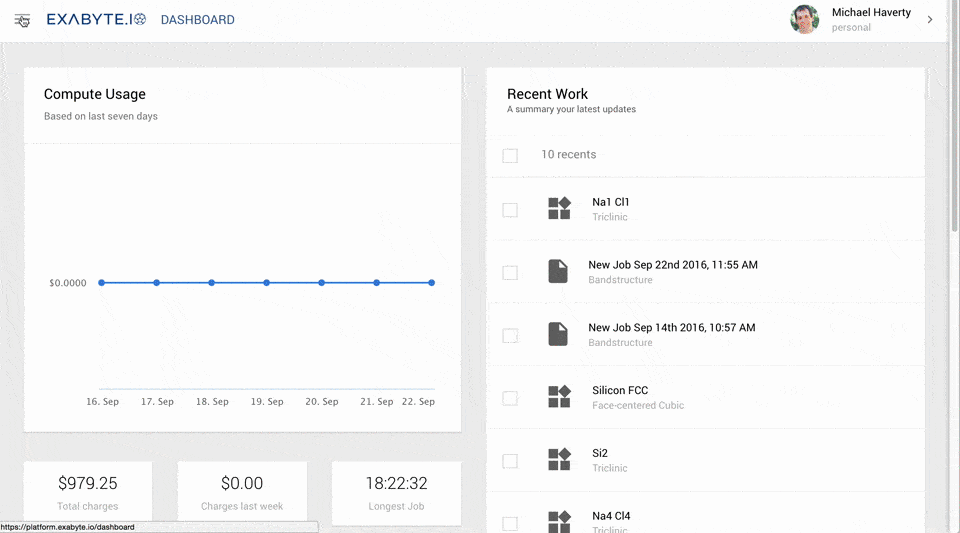 EXABYTE.IO DASHBOARD
Michael Haverty
personal
Compute Usage
Based on last seven days
$0.0000
16. Sep 17. Sep 18. Sep 19. Sep 20. Sep 21. Sep 22. Sep
$979.25
Total charges
$0.00
Charges last week
18:22:32
Longest Job
Recent Work
A summary your latest updates
10 recents
Na1 Cl1
Triclinic
New Job Sep 22nd 2016, 11:55 AM
Bandstructure
New Job Sep 14th 2016, 10:57 AM
Bandstructure
Silicon FCC
Face-centered Cubic
Si2
Triclinic
Na4 Cl4
Triclinic
https://platform.exabyte.io/dashboard